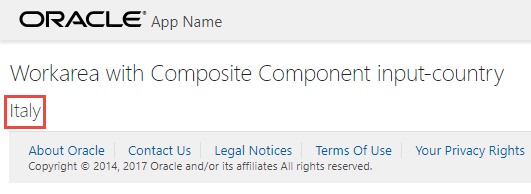 ORACLE® App Name
Workarea with Composite Component input-country
Italy
About Oracle Contact Us Legal Notices Terms Of Use Your Privacy Rights
Copyright © 2014, 2017 Oracle and/or its affiliates All rights reserved.